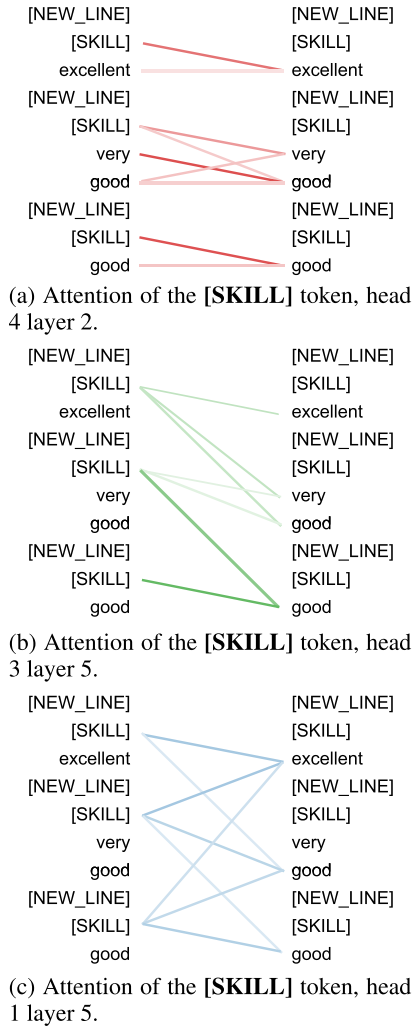 [NEW_LINE] [NEW_LINE]
[SKILL] [SKILL]
excellent excellent
[NEW_LINE] [NEW_LINE]
[SKILL] [SKILL]
very very
good good
[NEW_LINE] [NEW_LINE]
[SKILL] [SKILL]
good good
(a) Attention of the [SKILL] token, head
4 layer 2.
[NEW_LINE] [NEW_LINE]
[SKILL] [SKILL]
excellent excellent
[NEW_LINE] [NEW_LINE]
[SKILL] [SKILL]
very very
good good
[NEW_LINE] [NEW_LINE]
[SKILL] [SKILL]
good good
(b) Attention of the [SKILL] token, head
3 layer 5.
[NEW_LINE] [NEW_LINE]
[SKILL] [SKILL]
excellent excellent
[NEW_LINE] [NEW_LINE]
[SKILL] [SKILL]
very very
good good
[NEW_LINE] [NEW_LINE]
[SKILL] [SKILL]
good good
(c) Attention of the [SKILL] token, head
1 layer 5.